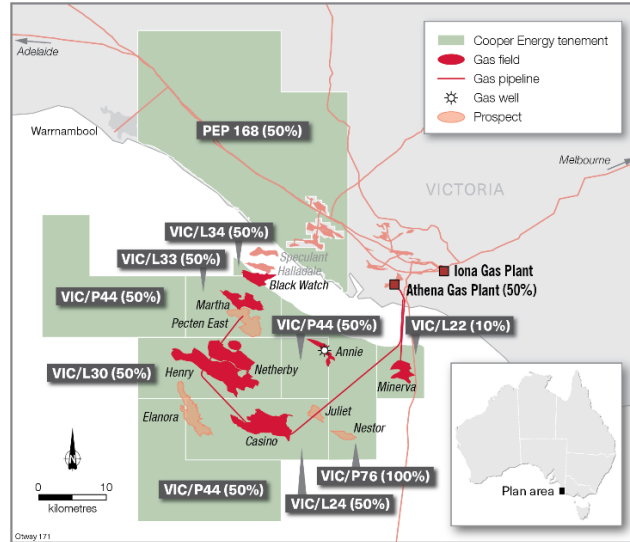 Adelaide
Warrnambool
PEP 168 (50%)
Cooper Energy tenement
Gas field
Gas pipeline
Gas well
Prospect
Melbourne
VICTORIA
VIC/L34 (50%)
VIC/L33 (50%)
Speculant
Halladale
Black Watch
Iona Gas Plant
Athena Gas Plant (50%)
VIC/P44 (50%)
Martha
Pecten East
VIC/P44 (50%)
VIC/L22 (10%)
Annie
VIC/L30 (50%)
Henry
Netherby
Minerva
Elanora
Casino
Juliet
Nestor
VIC/P76 (100%)
VIC/P44 (50%)
VIC/L24 (50%)
N
0
10
kilometres
Plan area
Otway 171